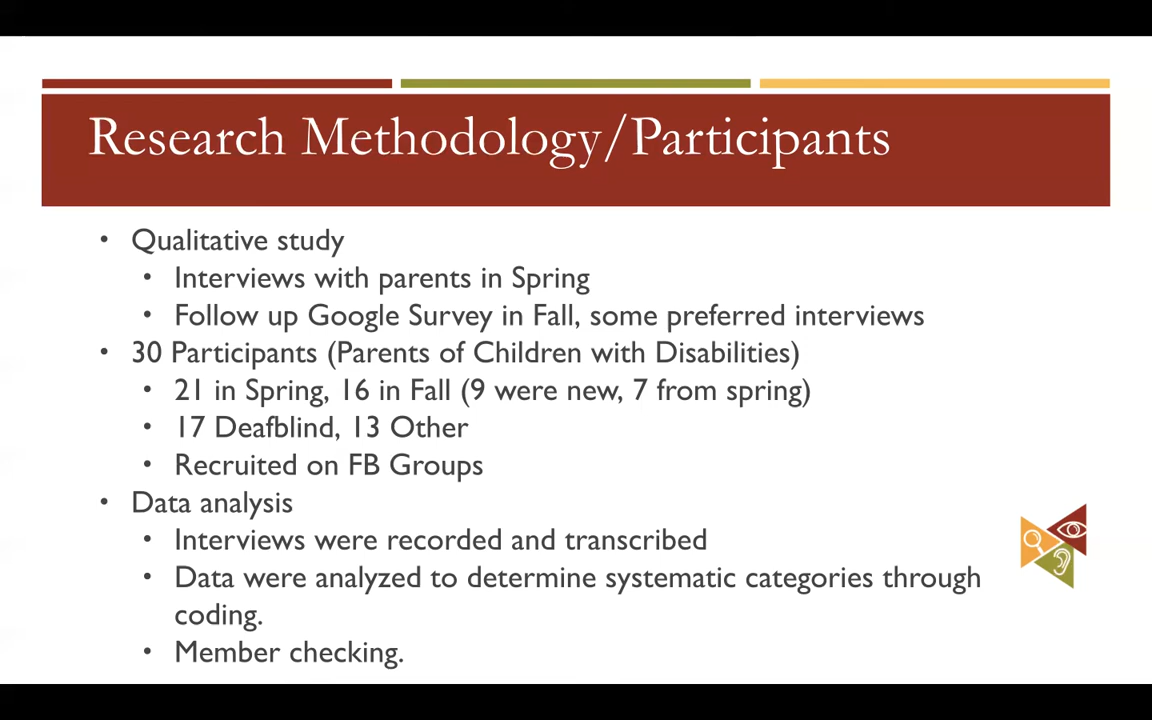 Research Methodology/Participants
• Qualitative study
• Interviews with parents in Spring
• Follow up Google Survey in Fall, some preferred interviews
• 30 Participants (Parents of Children with Disabilities)
• 21 in Spring, 16 in Fall (9 were new, 7 from spring)
• 17 Deafblind, 13 Other
• Recruited on FB Groups
• Data analysis
• Interviews were recorded and transcribed
• Data were analyzed to determine systematic categories through
coding.
• Member checking.